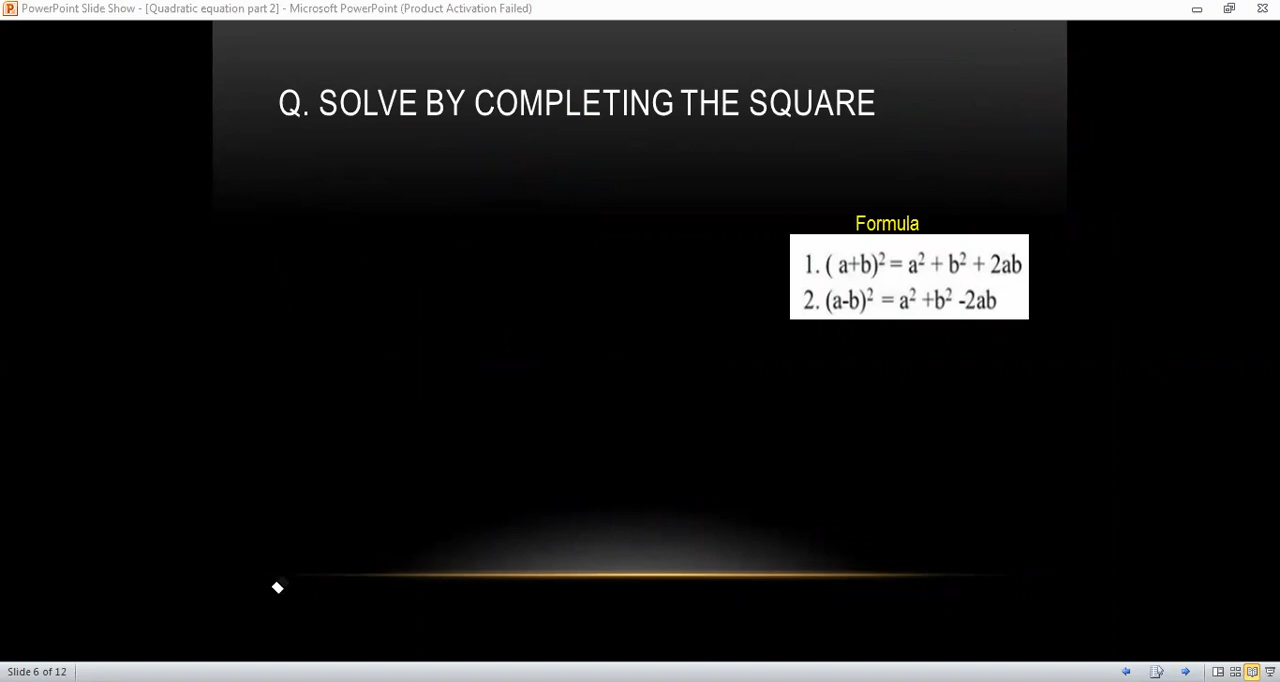 PowerPoint Slide Show - [Quadratic equation part 2] - Microsoft PowerPoint (Product Activation Failed)
Q. SOLVE BY COMPLETING THE SQUARE
Formula
1. ( a+b)² = a² + b² + 2ab
2. (a-b)² = a² +b² -2ab
Slide 6 of 12